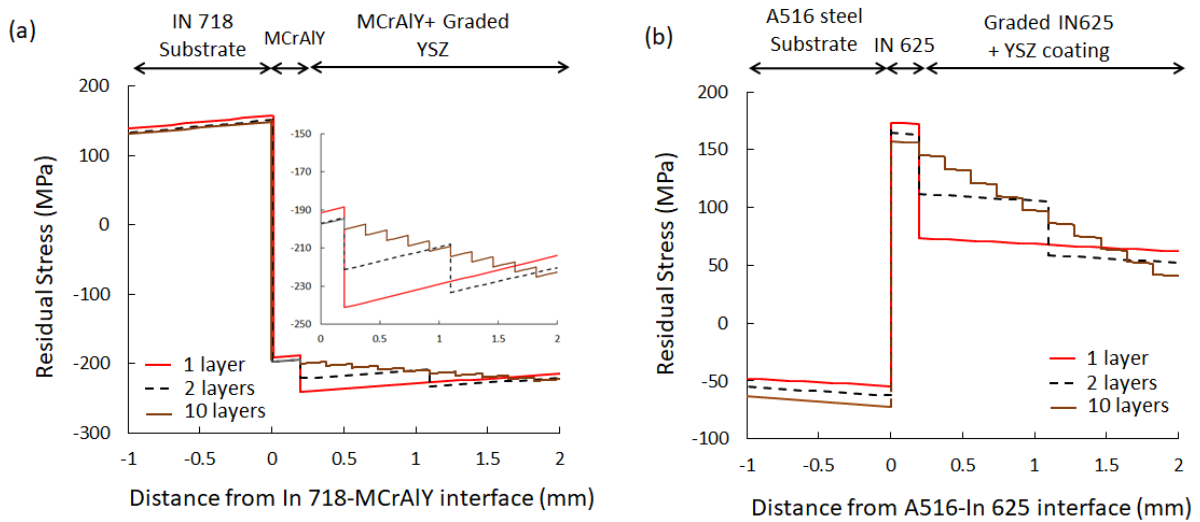 (a)
IN 718
Substrate
MCrAlY
MCrAlY+ Graded
YSZ
200
100
0
-100
-200
-300
Residual Stress (MPa)
-150
-170
-190
-210
-230
-250
0
0.5
1
1.5
2
1 layer
2 layers
10 layers
-1
-0.5
0
0.5
1
1.5
2
Distance from In 718-MCrAlY interface (mm)
(b)
A516 steel
Substrate
IN 625
Graded IN625
+ YSZ coating
200
150
100
50
0
-50
-100
Residual Stress (MPa)
1 layer
2 layers
10 layers
-1
-0.5
0
0.5
1
1.5
2
Distance from A516-In 625 interface (mm)